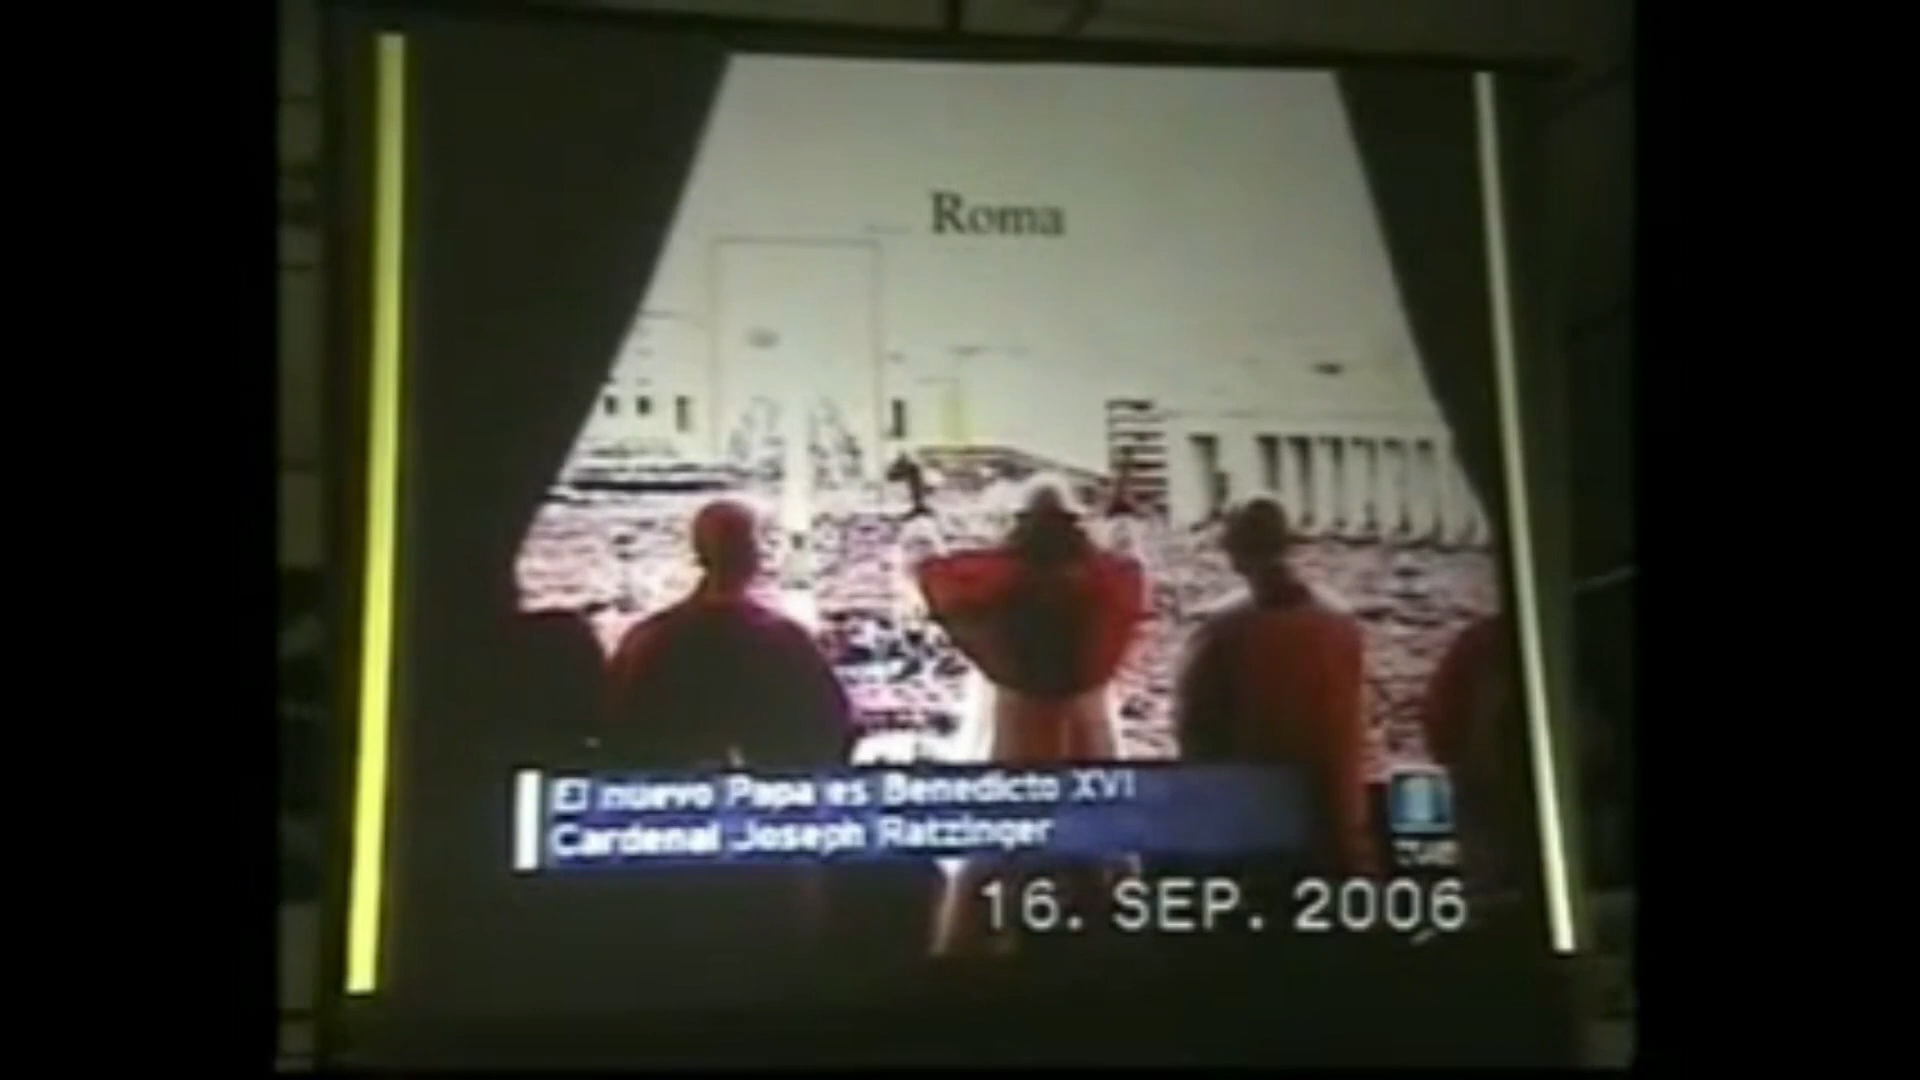 Roma
El nuevo Papa es Benedicto XVI
Cardenal Joseph Ratzinger
16. SEP. 2006